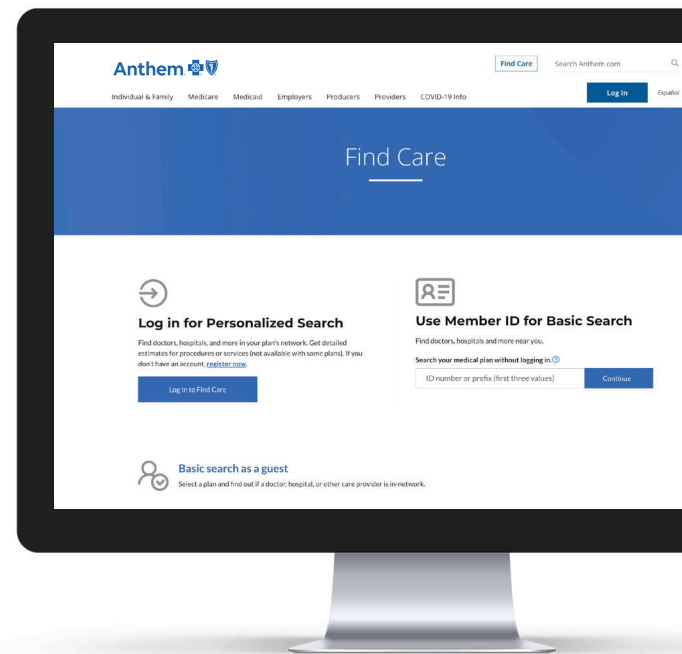 Anthem
Find Care
Search Anthem.com
Individual & Family Medicare Medicaid Employers Producers Providers COVID-19 Info
Log In
Español
Find Care
Log in for Personalized Search
Find doctors, hospitals, and more in your plan's network. Get detailed
estimates for procedures or services (not available with some plans). If you
don't have an account, register now.
Log In to Find Care
Use Member ID for Basic Search
Find doctors, hospitals and more near you.
Search your medical plan without logging in.
ID number or prefix (first three values)
Continue
Basic search as a guest
Select a plan and find out if a doctor, hospital, or other care provider is in-network.